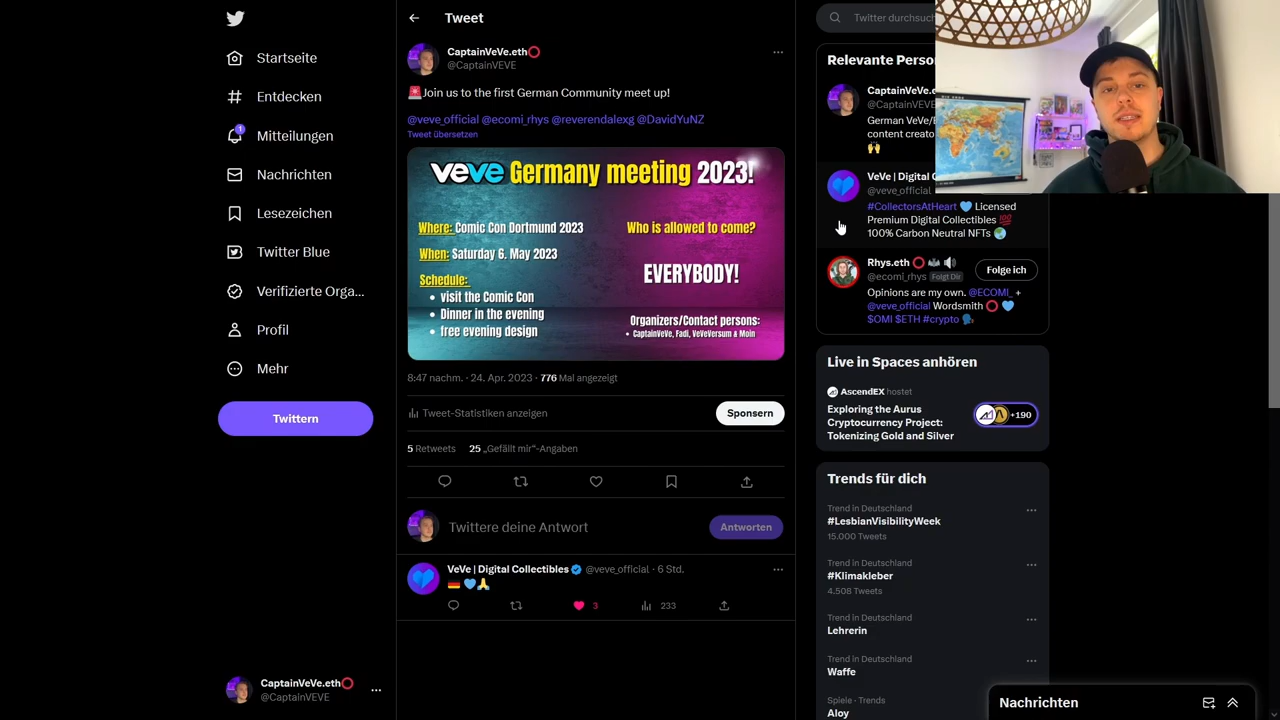 Startseite
Entdecken
1
Mitteilungen
Nachrichten
Lesezeichen
Twitter Blue
Verifizierte Orga...
Profil
Mehr
Twittern
CaptainVeVe.eth⭕
@CaptainVEVE
Tweet
CaptainVeVe.eth⭕
@CaptainVEVE
🚨Join us to the first German Community meet up!
@veve_official @ecomi_rhys @reverendalexg @DavidYuNZ
Tweet übersetzen
veve Germany meeting 2023!
Where: Comic Con Dortmund 2023
When: Saturday 6. May 2023
Schedule:
• visit the Comic Con
• Dinner in the evening
• free evening design
Who is allowed to come?
EVERYBODY!
Organizers/Contact persons:
• CaptainVeVe, Fadi, VeVeVersum & Moin
8:47 nachm. · 24. Apr. 2023 · 776 Mal angezeigt
Tweet-Statistiken anzeigen
Sponsern
5 Retweets 25 „Gefällt mir“-Angaben
Twittere deine Antwort
Antworten
VeVe | Digital Collectibles @veve_official · 6 Std.
🇩🇪 🩵🙏
3
233
Twitter durchsuch
Relevante Perso
CaptainVeVe.e
@CaptainVEVE
German VeVe/E
content creato
🙌
VeVe | Digital C
@veve_official
#CollectorsAtHeart 🩵 Licensed
Premium Digital Collectibles 💯
100% Carbon Neutral NFTs 🌏
Rhys.eth ⭕ 🦇 🔊
@ecomi_rhys Folgt Dir
Folge ich
Opinions are my own. @ECOMI_ +
@veve_official Wordsmith ⭕ 🩵
$OMI $ETH #crypto 🗣
Live in Spaces anhören
AscendEX hostet
Exploring the Aurus
Cryptocurrency Project:
Tokenizing Gold and Silver
+190
Trends für dich
Trend in Deutschland
#LesbianVisibilityWeek
15.000 Tweets
Trend in Deutschland
#Klimakleber
4.508 Tweets
Trend in Deutschland
Lehrerin
Trend in Deutschland
Waffe
Spiele · Trends
Aloy
Nachrichten